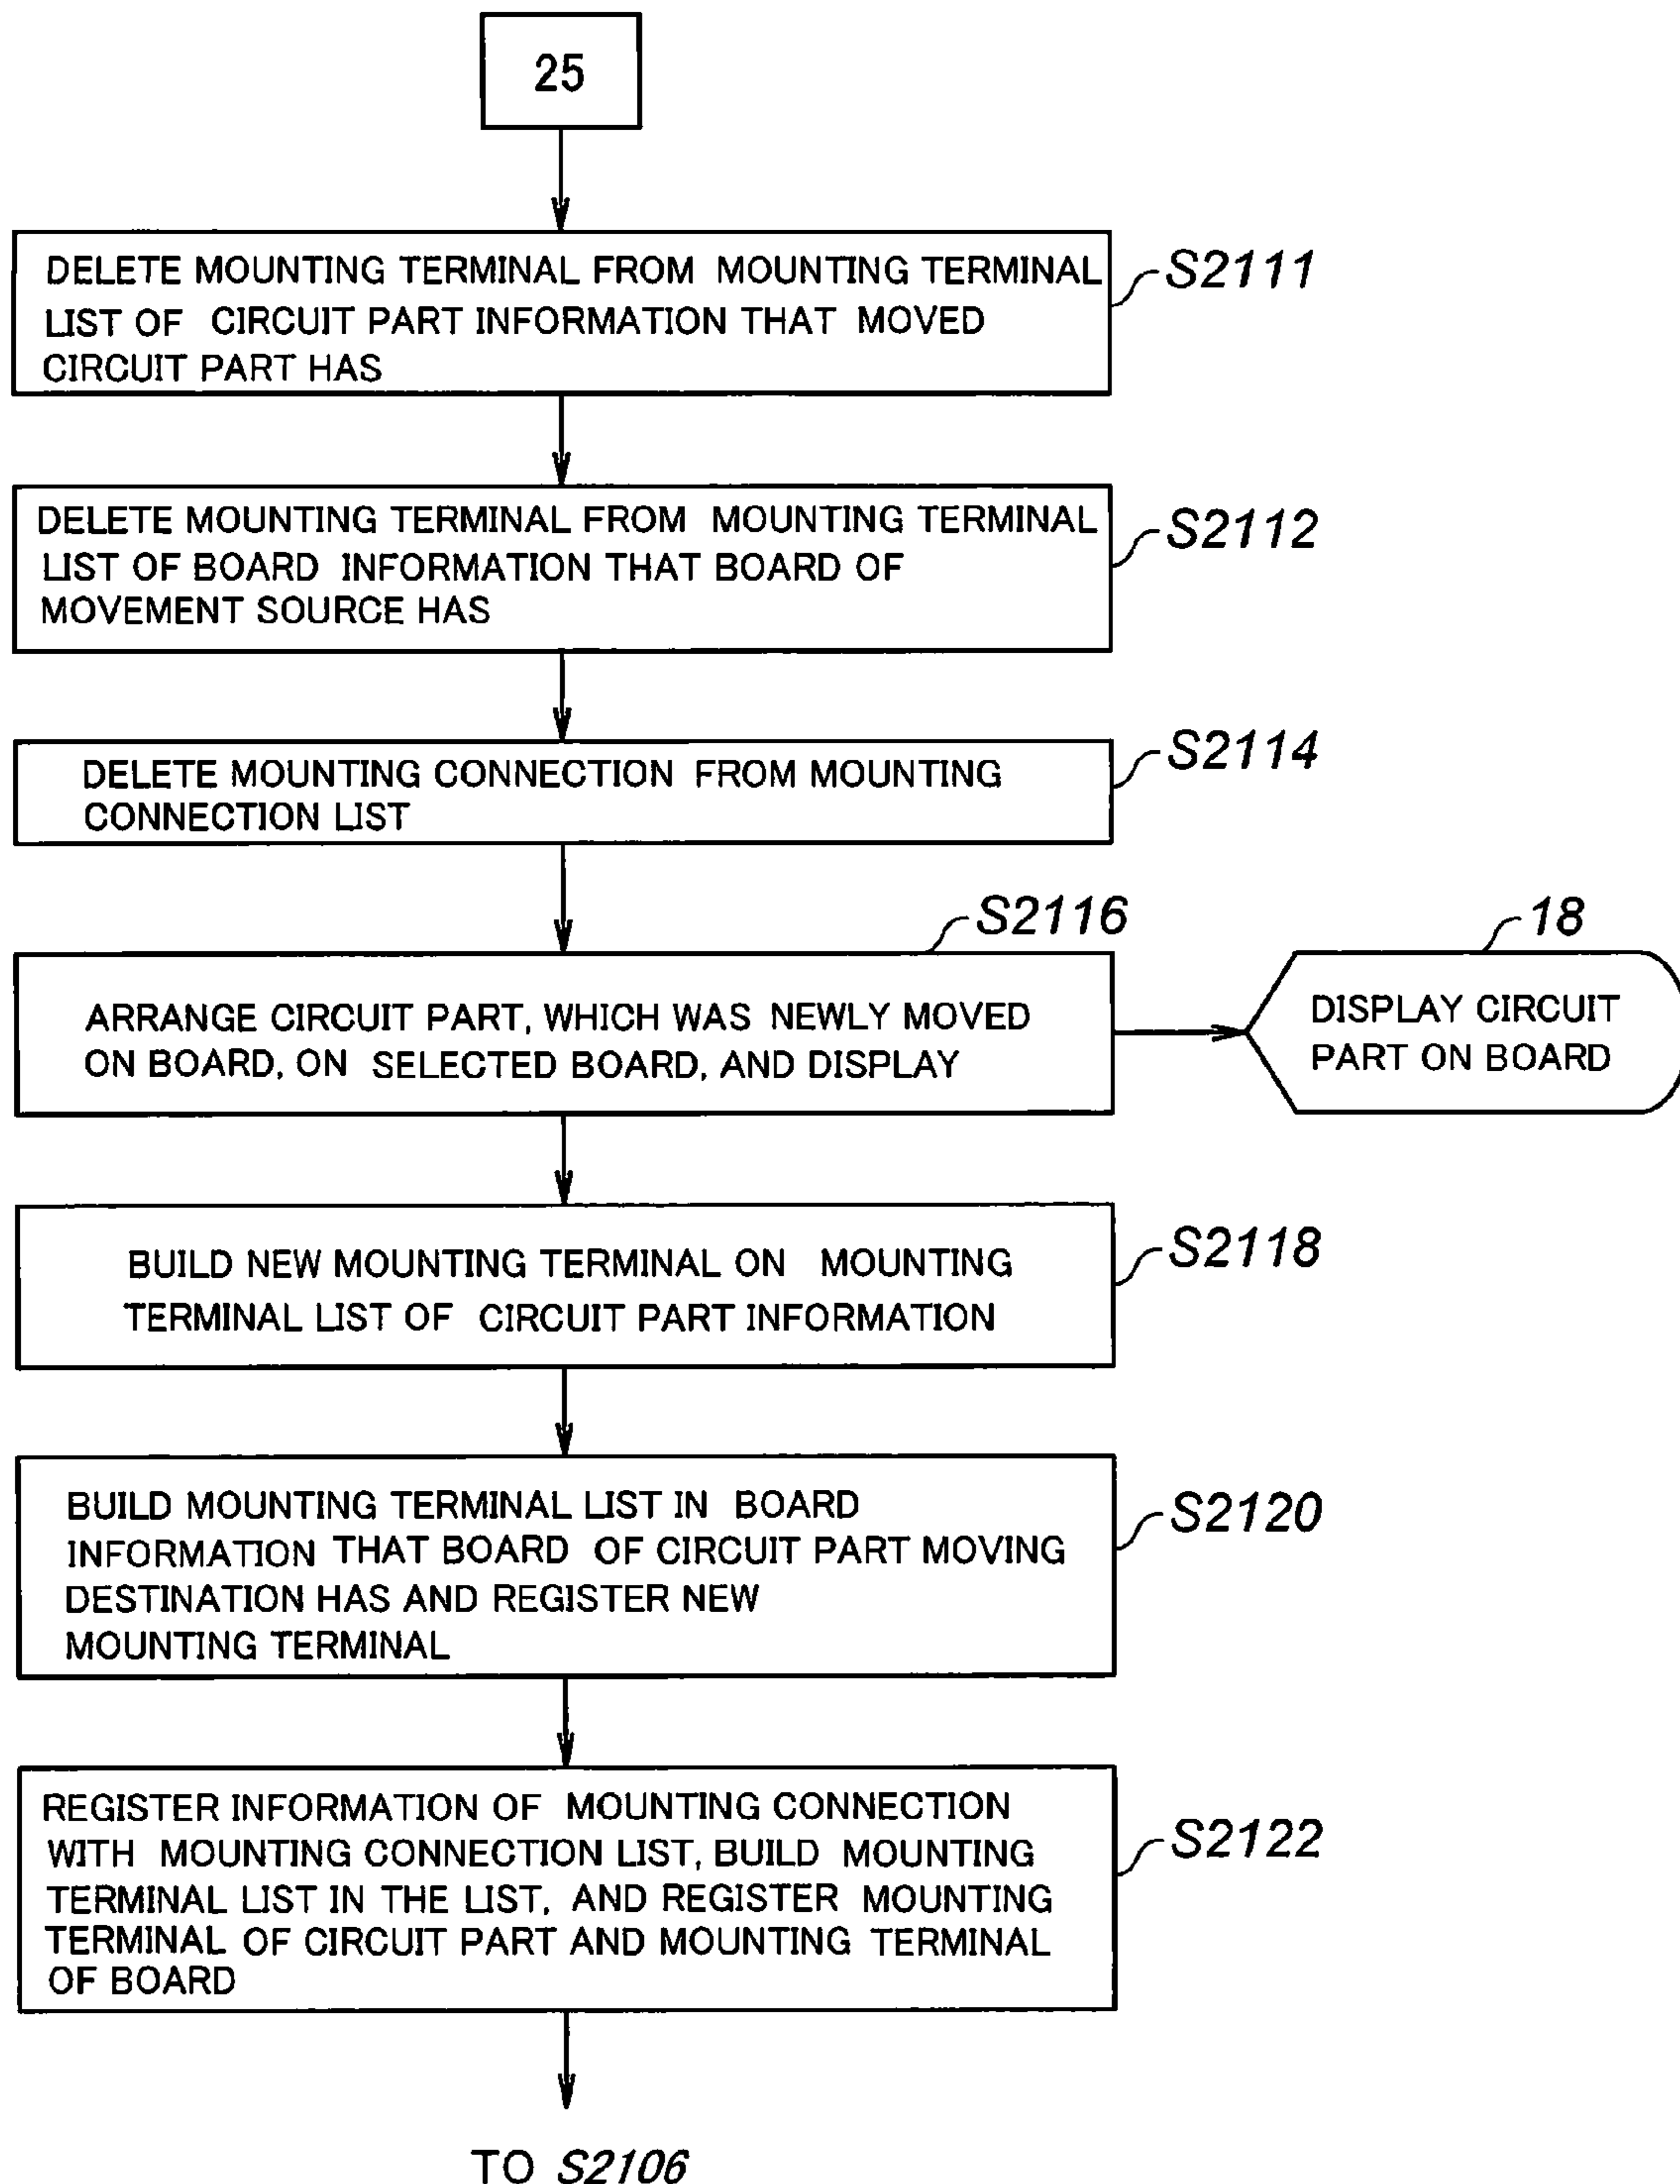 25
DELETE MOUNTING TERMINAL FROM MOUNTING TERMINAL
LIST OF CIRCUIT PART INFORMATION THAT MOVED
CIRCUIT PART HAS
S2111
DELETE MOUNTING TERMINAL FROM MOUNTING TERMINAL
LIST OF BOARD INFORMATION THAT BOARD OF
MOVEMENT SOURCE HAS
S2112
DELETE MOUNTING CONNECTION FROM MOUNTING
CONNECTION LIST
S2114
S2116
ARRANGE CIRCUIT PART, WHICH WAS NEWLY MOVED
ON BOARD, ON SELECTED BOARD, AND DISPLAY
18
DISPLAY CIRCUIT
PART ON BOARD
BUILD NEW MOUNTING TERMINAL ON MOUNTING
TERMINAL LIST OF CIRCUIT PART INFORMATION
S2118
BUILD MOUNTING TERMINAL LIST IN BOARD
INFORMATION THAT BOARD OF CIRCUIT PART MOVING
DESTINATION HAS AND REGISTER NEW
MOUNTING TERMINAL
S2120
REGISTER INFORMATION OF MOUNTING CONNECTION
WITH MOUNTING CONNECTION LIST, BUILD MOUNTING
TERMINAL LIST IN THE LIST, AND REGISTER MOUNTING
TERMINAL OF CIRCUIT PART AND MOUNTING TERMINAL
OF BOARD
S2122
TO S2106